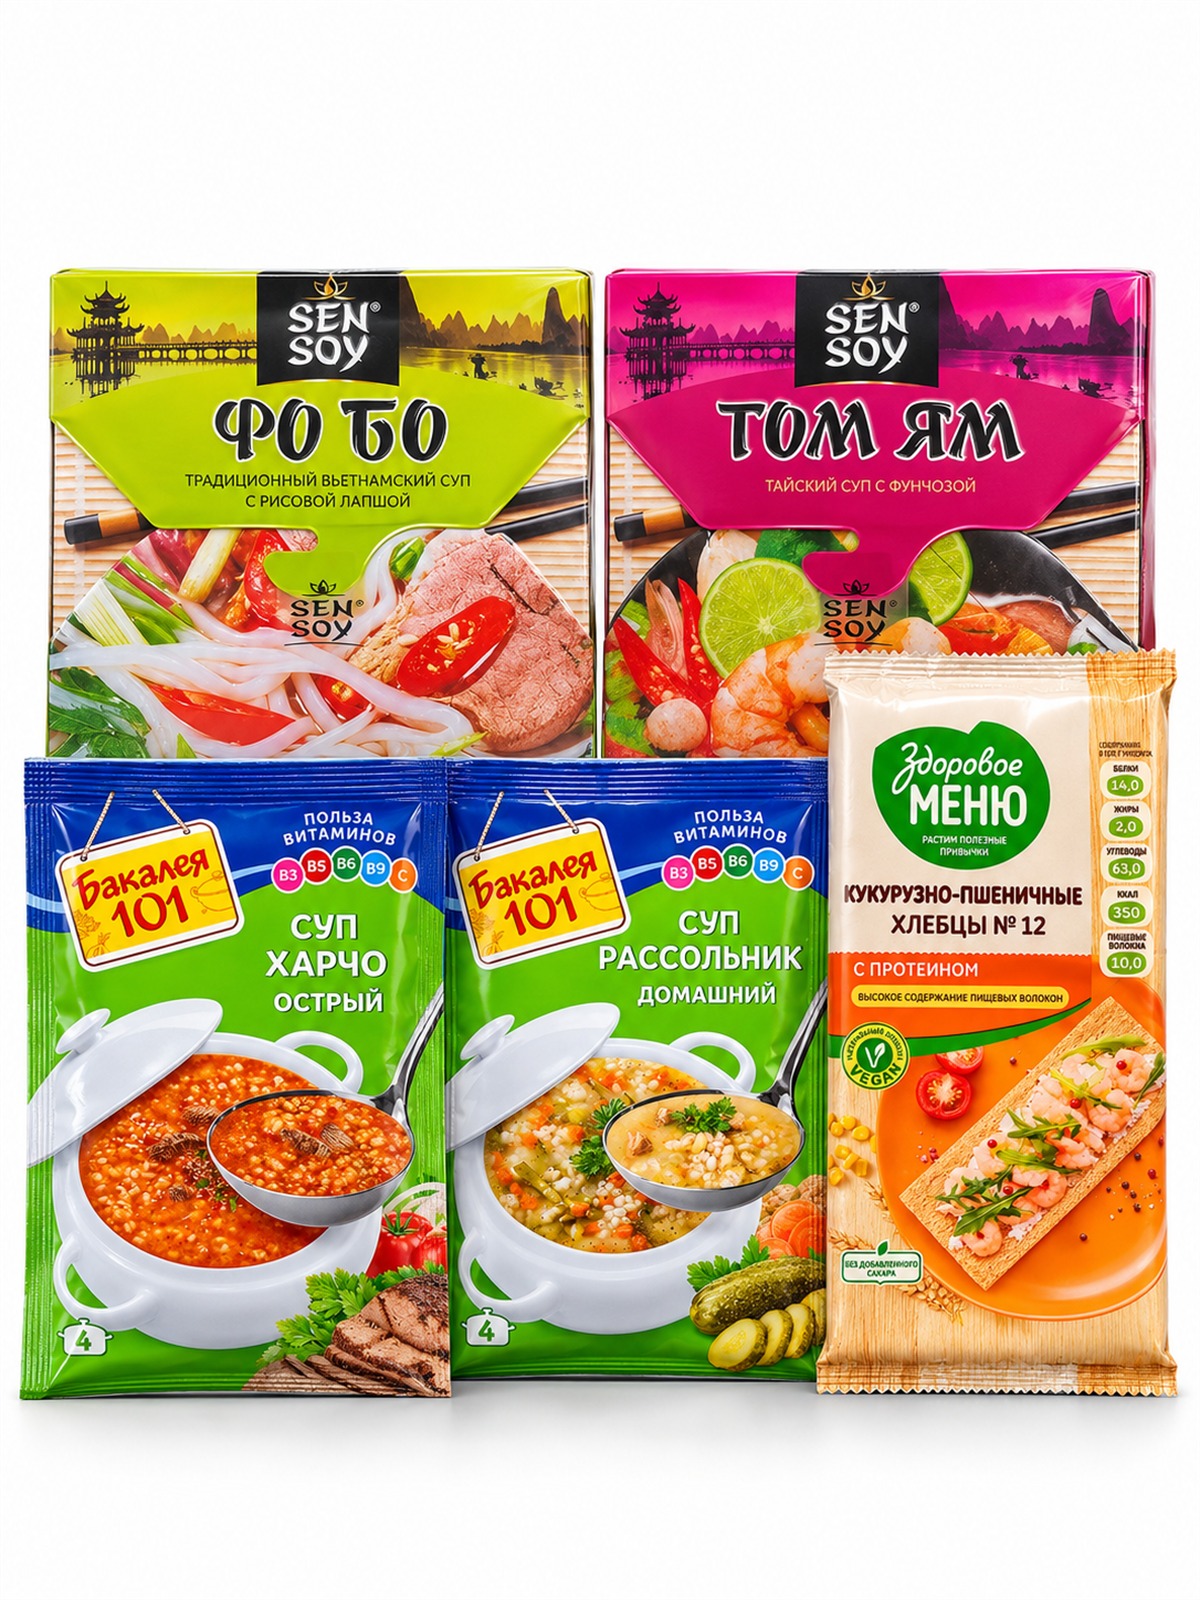 SEN®
SOY
ФО БО
ТРАДИЦИОННЫЙ ВЬЕТНАМСКИЙ СУП
С РИСОВОЙ ЛАПШОЙ
SEN®
SOY
SEN®
SOY
ТОМ ЯМ
ТАЙСКИЙ СУП С ФУНЧОЗОЙ
SEN®
SOY
Бакалея
101
ПОЛЬЗА
ВИТАМИНОВ
B3 B5 B6 B9 C
СУП
ХАРЧО
ОСТРЫЙ
4
Бакалея
101
ПОЛЬЗА
ВИТАМИНОВ
B3 B5 B6 B9 C
СУП
РАССОЛЬНИК
ДОМАШНИЙ
4
Здоровое
МЕНЮ
РАСТИМ ПОЛЕЗНЫЕ
ПРИВЫЧКИ
БЕЛКИ
14,0
ЖИРЫ
2,0
УГЛЕВОДЫ
63,0
ККАЛ
350
ПИЩЕВЫЕ
ВОЛОКНА
10,0
КУКУРУЗНО-ПШЕНИЧНЫЕ
ХЛЕБЦЫ № 12
С ПРОТЕИНОМ
ВЫСОКОЕ СОДЕРЖАНИЕ ПИЩЕВЫХ ВОЛОКОН
VEGAN
БЕЗ ДОБАВЛЕННОГО
САХАРА